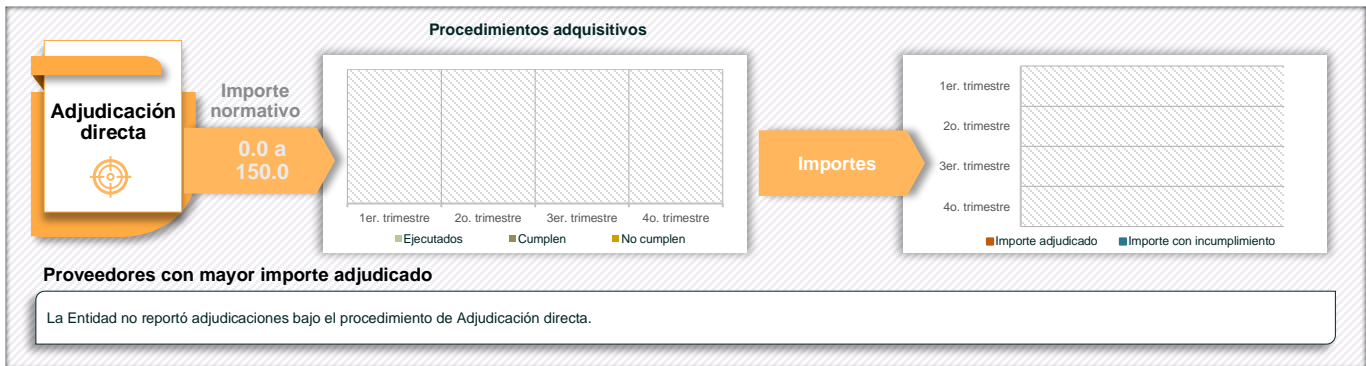 Procedimientos adquisitivos
Adjudicación
directa
Importe
normativo
0.0 a
150.0
1er. trimestre
2o. trimestre
3er. trimestre
4o. trimestre
Ejecutados
Cumplen
No cumplen
Importes
1er. trimestre
2o. trimestre
3er. trimestre
4o. trimestre
Importe adjudicado
Importe con incumplimiento
Proveedores con mayor importe adjudicado
La Entidad no reportó adjudicaciones bajo el procedimiento de Adjudicación directa.